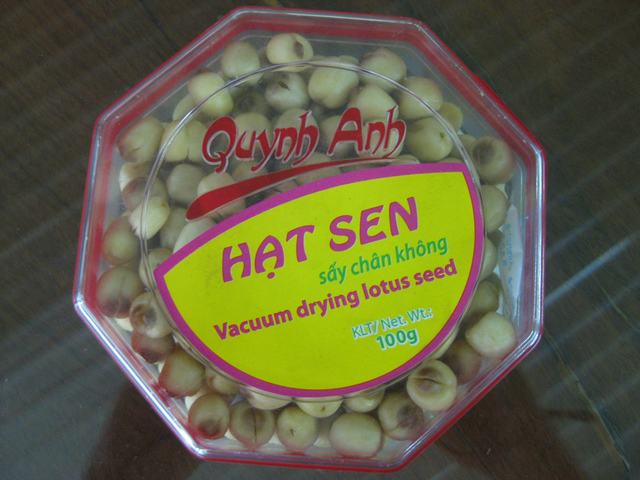 Quynh Anh
HẠT SEN
sấy chân không
Vacuum drying lotus seed
KLT/ Net. Wt.:
100g